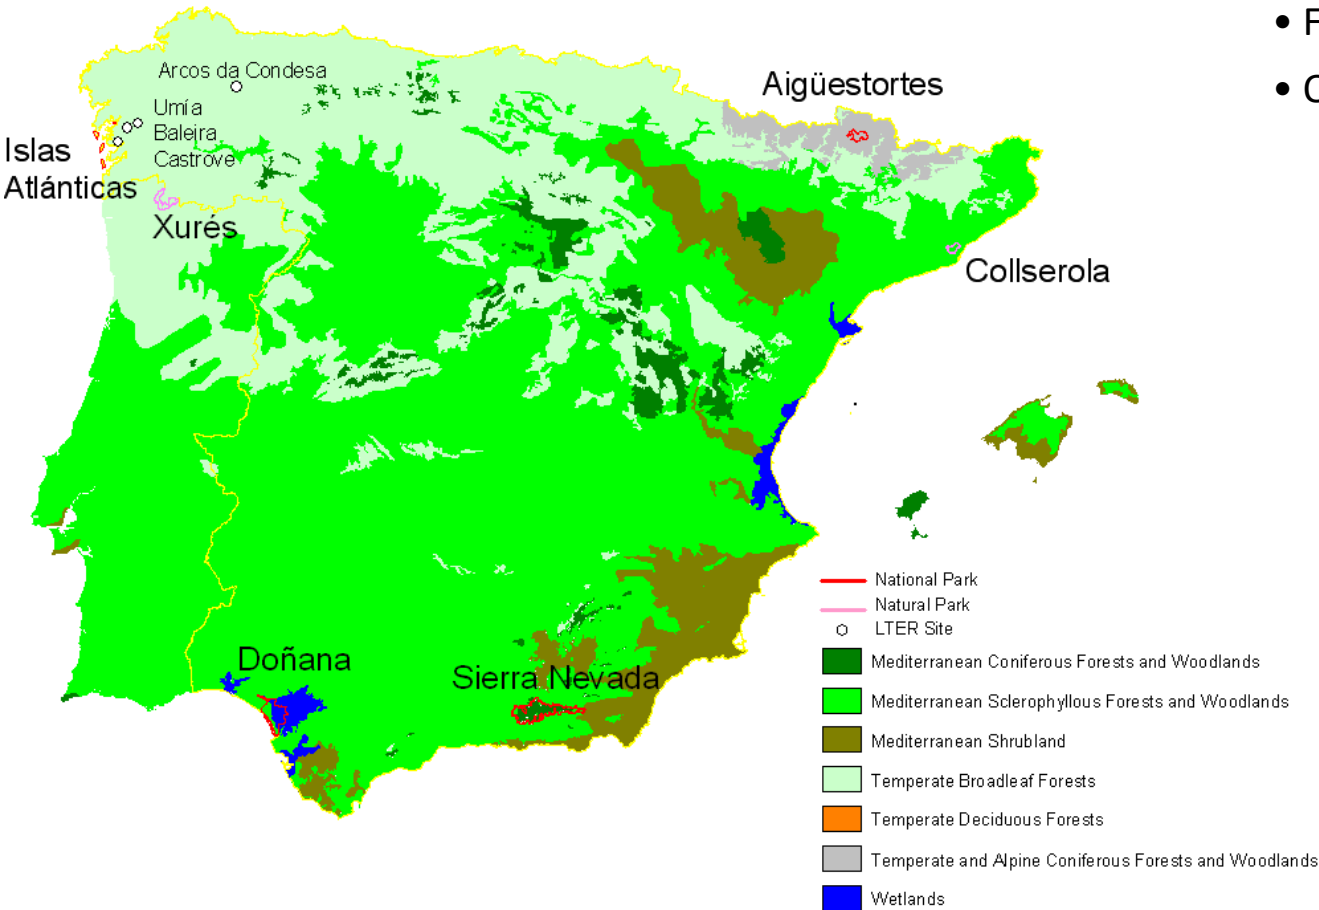 • F
• C
Arcos da Condesa
Umía
Baleira
Castrove
Islas
Atlánticas
Xurés
Aigüestortes
Collserola
Doñana
Sierra Nevada
National Park
Natural Park
LTER Site
Mediterranean Coniferous Forests and Woodlands
Mediterranean Sclerophyllous Forests and Woodlands
Mediterranean Shrubland
Temperate Broadleaf Forests
Temperate Deciduous Forests
Temperate and Alpine Coniferous Forests and Woodlands
Wetlands